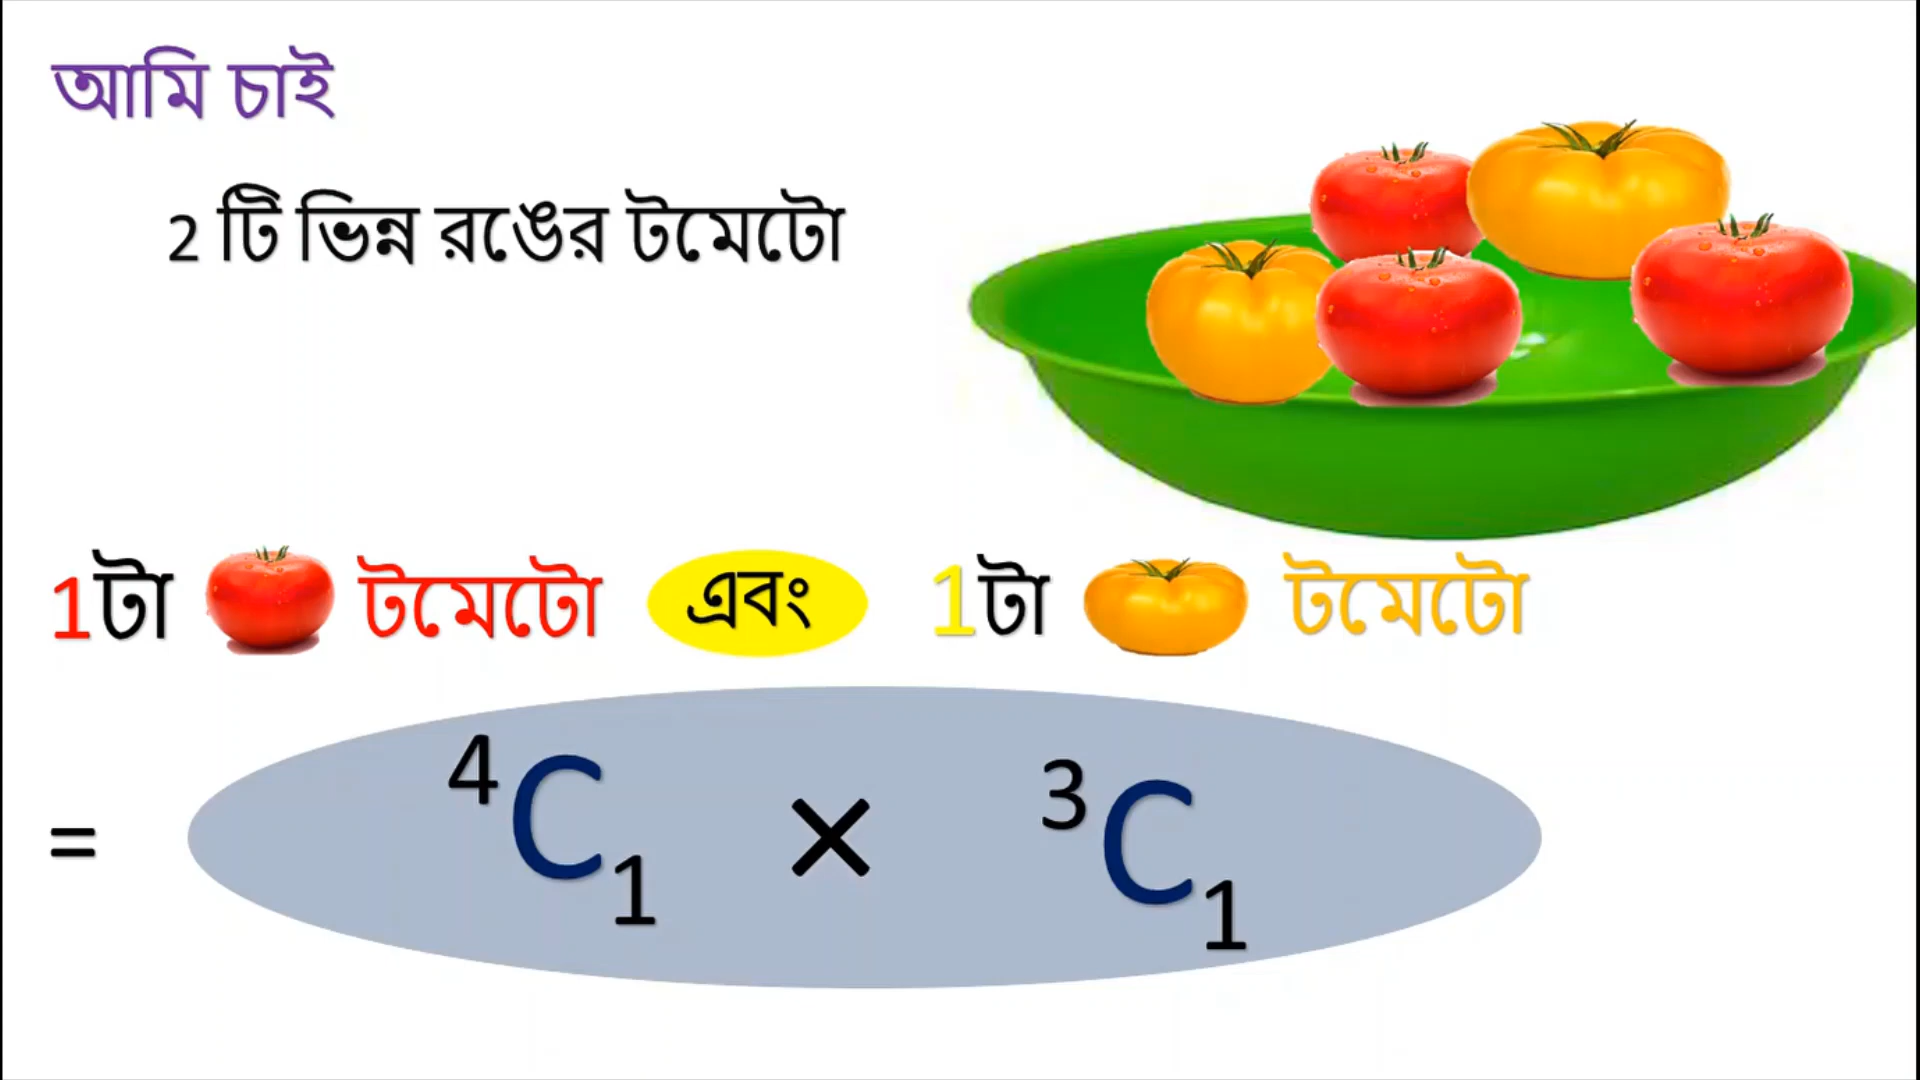 আমি চাই
2 টি ভিন্ন রঙের টমেটো
1টা টমেটো এবং 1টা টমেটো
= ⁴C₁ × ³C₁